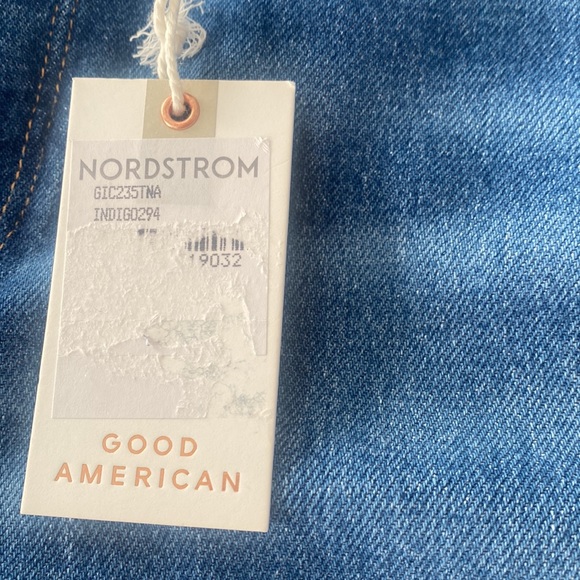 NORDSTROM
GIC235TNA
INDIGO294
19032
GOOD
AMERICAN